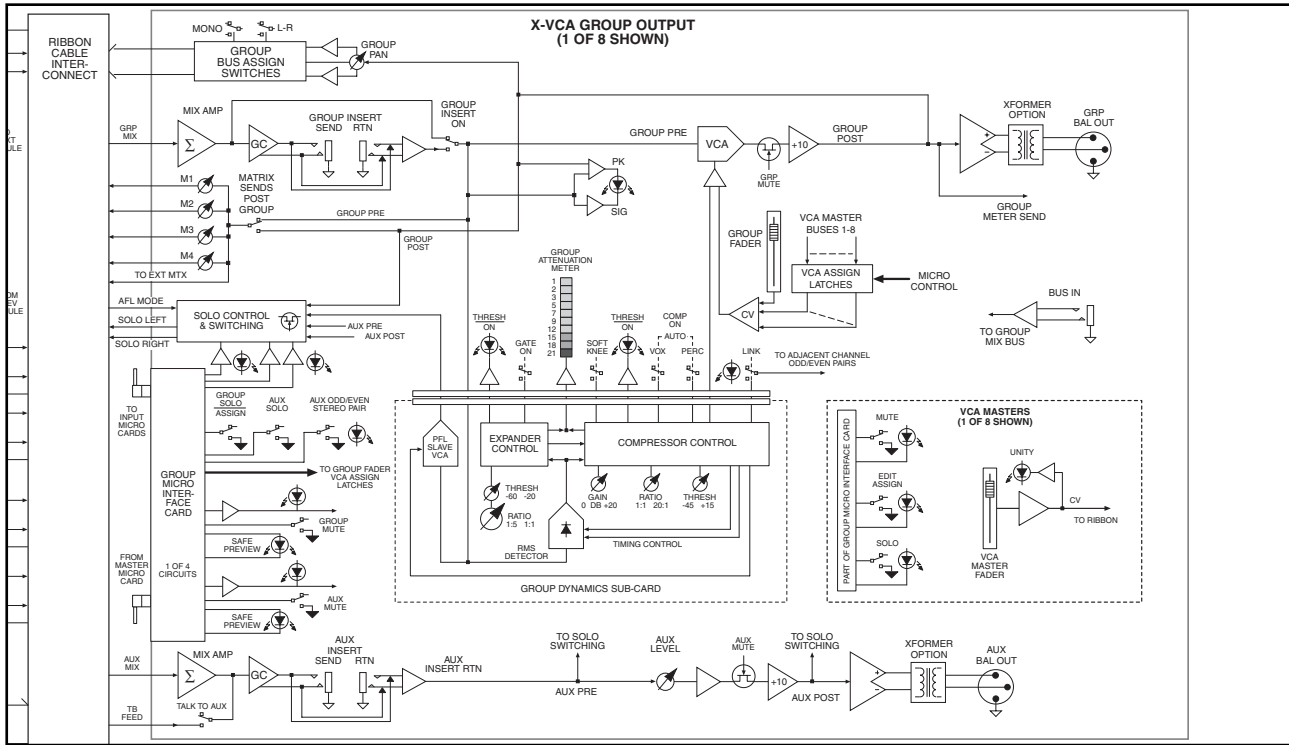 X-VCA GROUP OUTPUT
(1 OF 8 SHOWN)
RIBBON
CABLE
INTER-
CONNECT
MONO
L-R
GROUP
BUS ASSIGN
SWITCHES
GROUP
PAN
MIX AMP
GRP
MIX
Σ
GC
GROUP INSERT
SEND RTN
GROUP
INSERT
ON
GROUP PRE
VCA
GRP
MUTE
+10
GROUP
POST
+
−
XFORMER
OPTION
GRP
BAL OUT
GROUP
METER SEND
PK
SIG
M1
M2
M3
M4
MATRIX
SENDS
POST
GROUP
GROUP PRE
GROUP
POST
TO EXT MTX
GROUP
FADER
VCA MASTER
BUSES 1-8
VCA ASSIGN
LATCHES
MICRO
CONTROL
CV
BUS IN
TO GROUP
MIX BUS
AFL MODE
SOLO LEFT
SOLO RIGHT
SOLO CONTROL
& SWITCHING
AUX PRE
AUX POST
GROUP
ATTENUATION
METER
1
2
3
5
7
9
12
15
18
21
THRESH
ON
GATE
ON
SOFT
KNEE
THRESH
ON
COMP
ON
AUTO
VOX
PERC
LINK
TO ADJACENT CHANNEL
ODD/EVEN PAIRS
TO
INPUT
MICRO
CARDS
GROUP
SOLO
ASSIGN
AUX
SOLO
AUX ODD/EVEN
STEREO PAIR
GROUP
MICRO
INTER-
FACE
CARD
TO GROUP FADER
VCA ASSIGN
LATCHES
GROUP
MUTE
SAFE
PREVIEW
1 OF 4
CIRCUITS
FROM
MASTER
MICRO
CARD
AUX
MUTE
SAFE
PREVIEW
PFL
SLAVE
VCA
EXPANDER
CONTROL
COMPRESSOR CONTROL
THRESH
-60 -20
RATIO
1:5 1:1
GAIN
0 DB +20
RATIO
1:1 20:1
THRESH
-45 +15
RMS
DETECTOR
TIMING CONTROL
GROUP DYNAMICS SUB-CARD
PART OF GROUP MICRO INTERFACE CARD
MUTE
EDIT
ASSIGN
SOLO
VCA MASTERS
(1 OF 8 SHOWN)
UNITY
CV
TO RIBBON
VCA
MASTER
FADER
AUX
MIX
MIX AMP
Σ
GC
AUX
INSERT
SEND RTN
AUX
INSERT RTN
TO SOLO
SWITCHING
AUX PRE
AUX
LEVEL
AUX
MUTE
+10
TO SOLO
SWITCHING
AUX POST
+
−
XFORMER
OPTION
AUX
BAL OUT
TB
FEED
TALK TO AUX